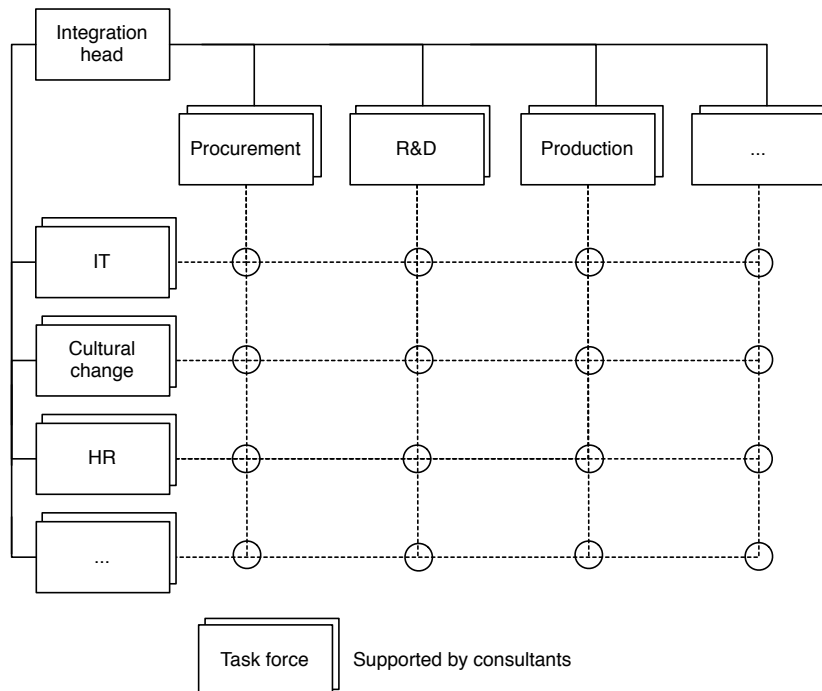 Integration
head
Procurement
R&D
Production
...
IT
Cultural
change
HR
...
Task force
Supported by consultants